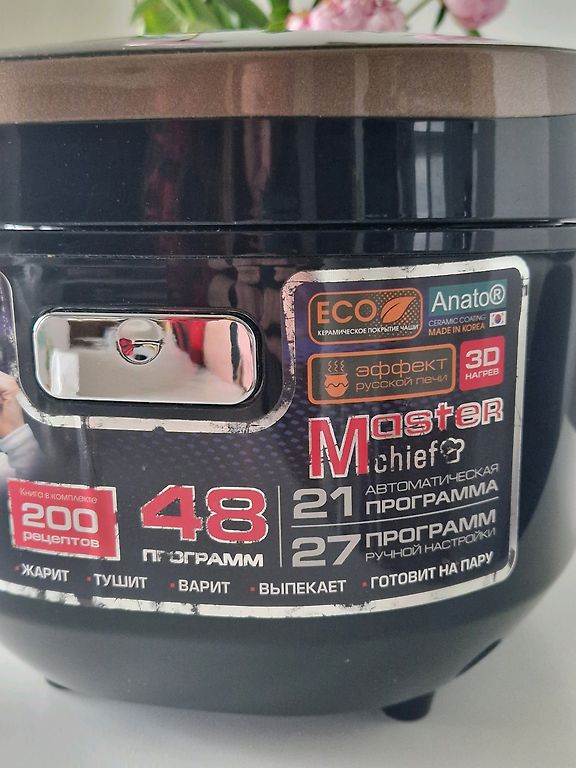 ECO
КЕРАМИЧЕСКОЕ ПОКРЫТИЕ ЧАШИ
Anato®
CERAMIC COATING
MADE IN KOREA
эффект
русской печи
3D
НАГРЕВ
Master
chief
Книга в комплекте
200
рецептов
48
ПРОГРАММ
21 АВТОМАТИЧЕСКАЯ
ПРОГРАММА
27 ПРОГРАММ
РУЧНОЙ НАСТРОЙКИ
· ЖАРИТ · ТУШИТ · ВАРИТ · ВЫПЕКАЕТ · ГОТОВИТ НА ПАРУ